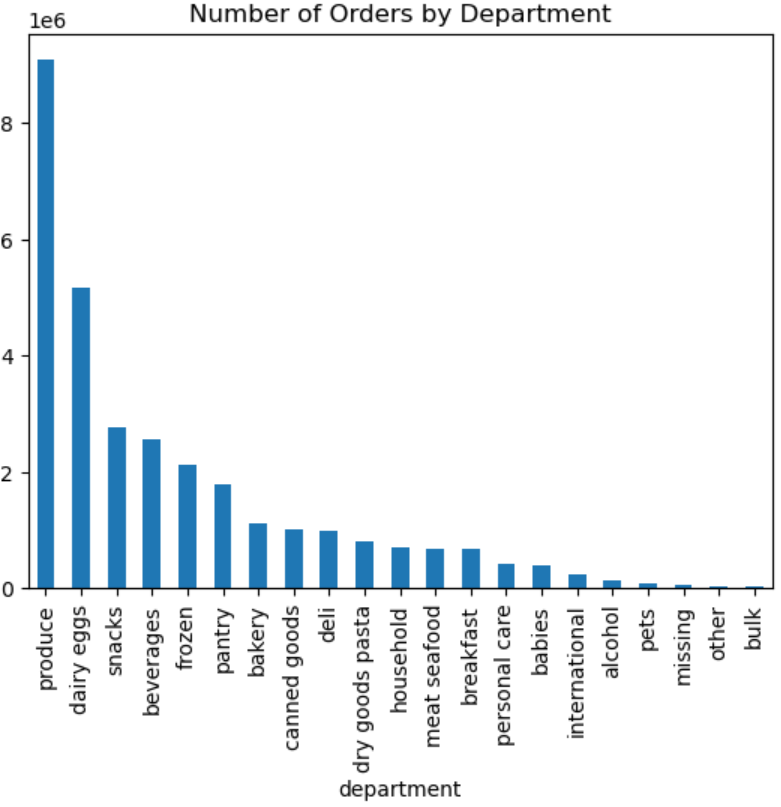 Number of Orders by Department
1e6
8
6
4
2
0
produce
dairy eggs
snacks
beverages
frozen
pantry
bakery
canned goods
deli
dry goods pasta
household
meat seafood
breakfast
personal care
babies
international
alcohol
pets
missing
other
bulk
department